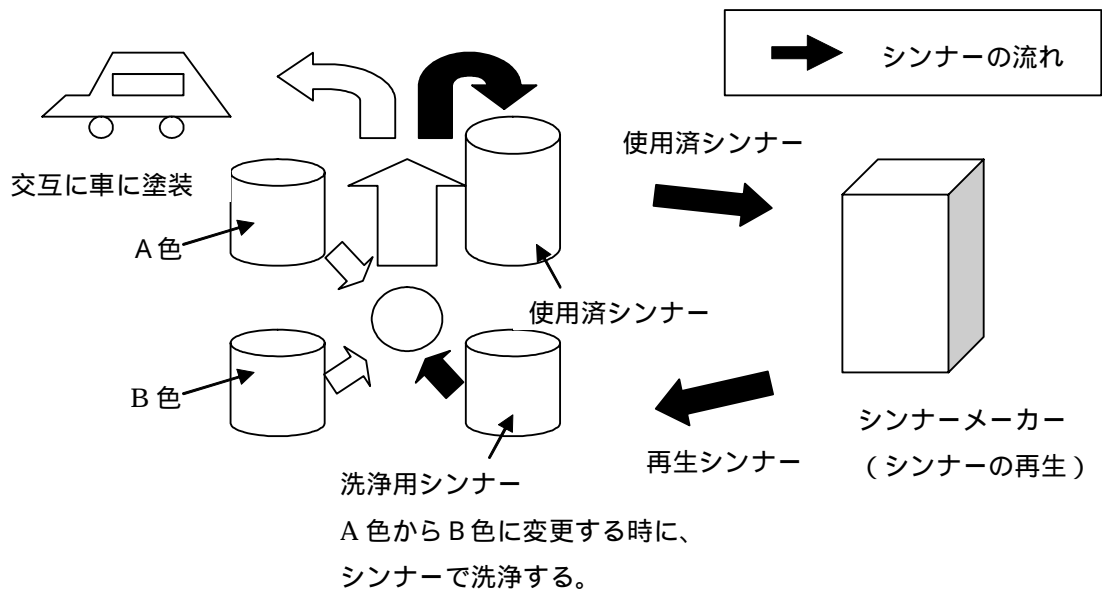 シンナーの流れ
使用済シンナー
交互に車に塗装
A色
使用済シンナー
B色
シンナーメーカー
(シンナーの再生)
再生シンナー
洗浄用シンナー
A色からB色に変更する時に、
シンナーで洗浄する。